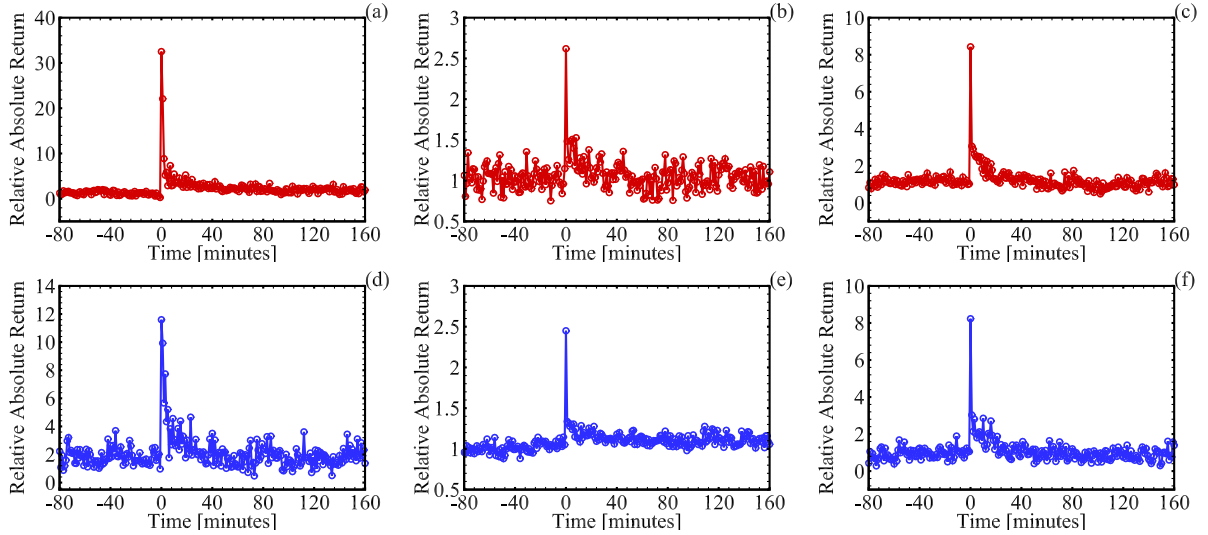 (a)
Relative Absolute Return
40
30
20
10
0
-80 -40 0 40 80 120 160
Time [minutes]
(b)
Relative Absolute Return
3
2.5
2
1.5
1
0.5
-80 -40 0 40 80 120 160
Time [minutes]
(c)
Relative Absolute Return
10
8
6
4
2
0
-80 -40 0 40 80 120 160
Time [minutes]
(d)
Relative Absolute Return
14
12
10
8
6
4
2
0
-80 -40 0 40 80 120 160
Time [minutes]
(e)
Relative Absolute Return
3
2.5
2
1.5
1
0.5
-80 -40 0 40 80 120 160
Time [minutes]
(f)
Relative Absolute Return
10
8
6
4
2
0
-80 -40 0 40 80 120 160
Time [minutes]